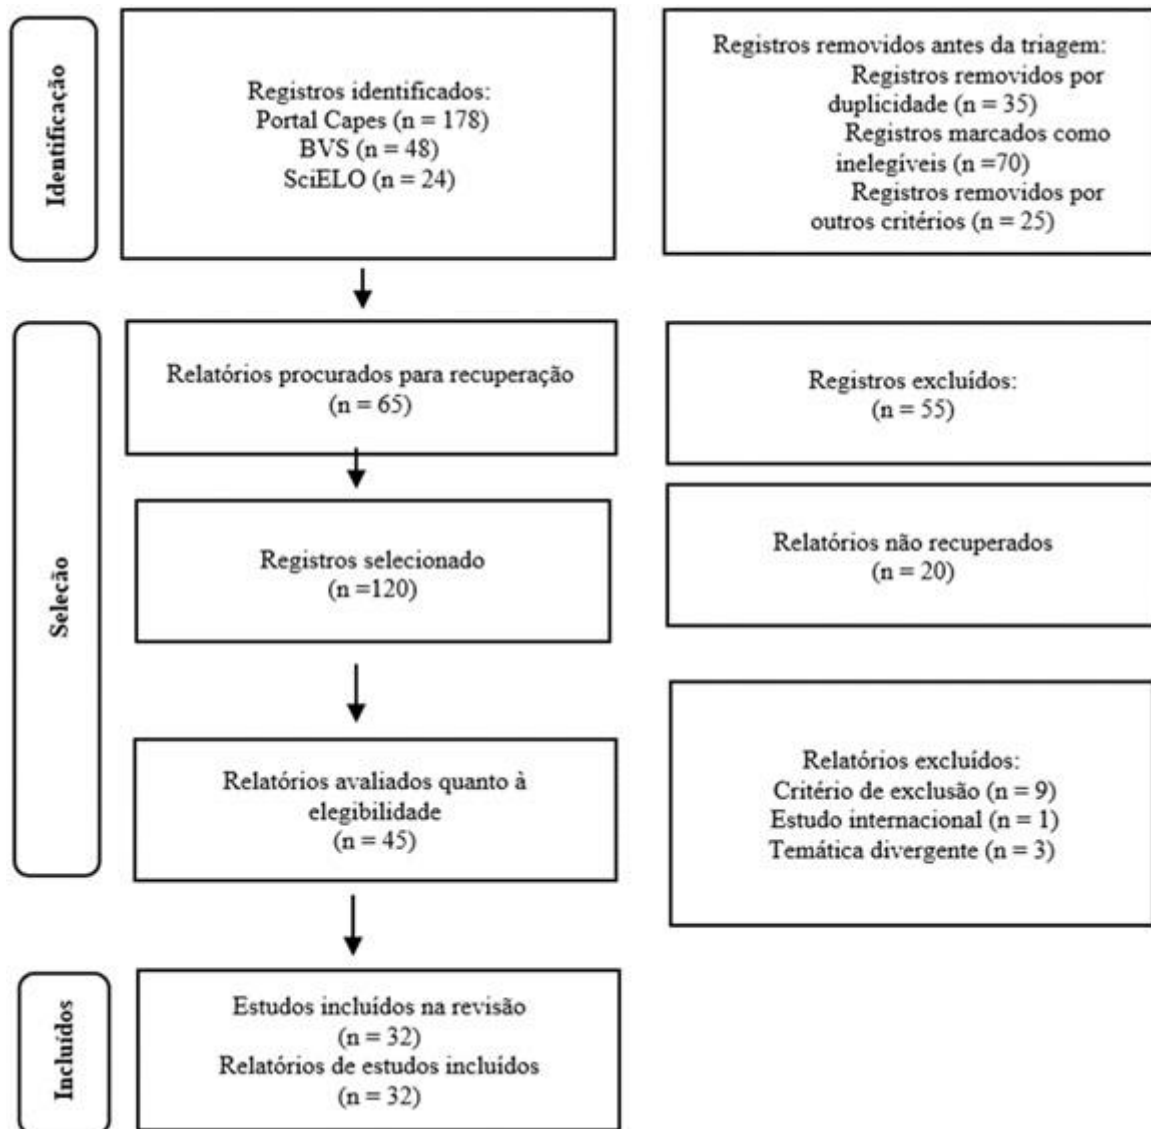 Identificação
Registros identificados:
Portal Capes (n = 178)
BVS (n = 48)
SciELO (n = 24)
Registros removidos antes da triagem:
Registros removidos por
duplicidade (n = 35)
Registros marcados como
inelegíveis (n =70)
Registros removidos por
outros critérios (n = 25)
Seleção
Relatórios procurados para recuperação
(n = 65)
Registros excluídos:
(n = 55)
Registros selecionado
(n =120)
Relatórios não recuperados
(n = 20)
Relatórios avaliados quanto à
elegibilidade
(n = 45)
Relatórios excluídos:
Critério de exclusão (n = 9)
Estudo internacional (n = 1)
Temática divergente (n = 3)
Incluídos
Estudos incluídos na revisão
(n = 32)
Relatórios de estudos incluídos
(n = 32)